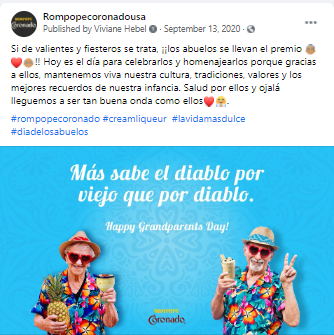 Rompopecoronadousa
Published by Viviane Hebel · September 13, 2020 ·
Si de valientes y fiesteros se trata, ¡¡los abuelos se llevan el premio 👵🏼
❤️👴🏼!! Hoy es el día para celebrarlos y homenajearlos porque gracias
a ellos, mantenemos viva nuestra cultura, tradiciones, valores y los
mejores recuerdos de nuestra infancia. Salud por ellos y ojalá
lleguemos a ser tan buena onda como ellos❤️🤗.
#rompopecoronado #creamliqueur #lavidamasdulce
#diadelosabuelos
Más sabe el diablo por
viejo que por diablo.
Happy Grandparents Day!
ROMPOPE
Coronado